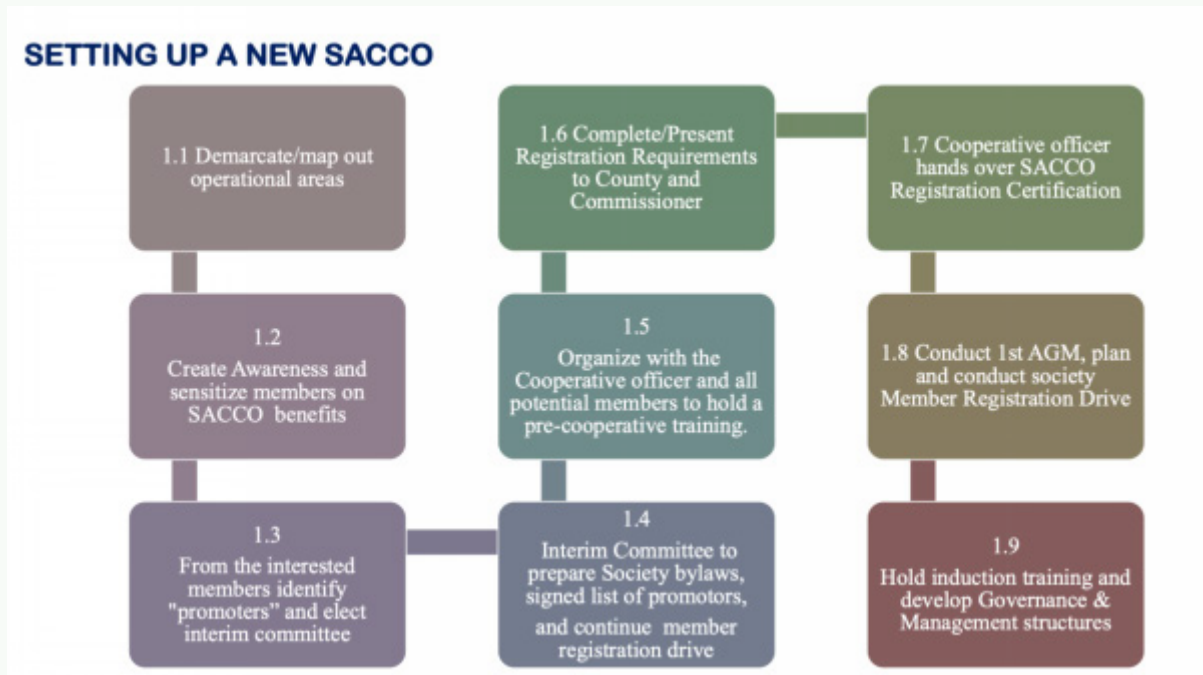 SETTING UP A NEW SACCO
1.1 Demarcate/map out
operational areas
1.2
Create Awareness and
sensitize members on
SACCO benefits
1.3
From the interested
members identify
"promoters" and elect
interim committee
1.4
Interim Committee to
prepare Society bylaws,
signed list of promotors,
and continue member
registration drive
1.5
Organize with the
Cooperative officer and all
potential members to hold a
pre-cooperative training.
1.6 Complete/Present
Registration Requirements
to County and
Commissioner
1.7 Cooperative officer
hands over SACCO
Registration Certification
1.8 Conduct 1st AGM, plan
and conduct society
Member Registration Drive
1.9
Hold induction training and
develop Governance &
Management structures